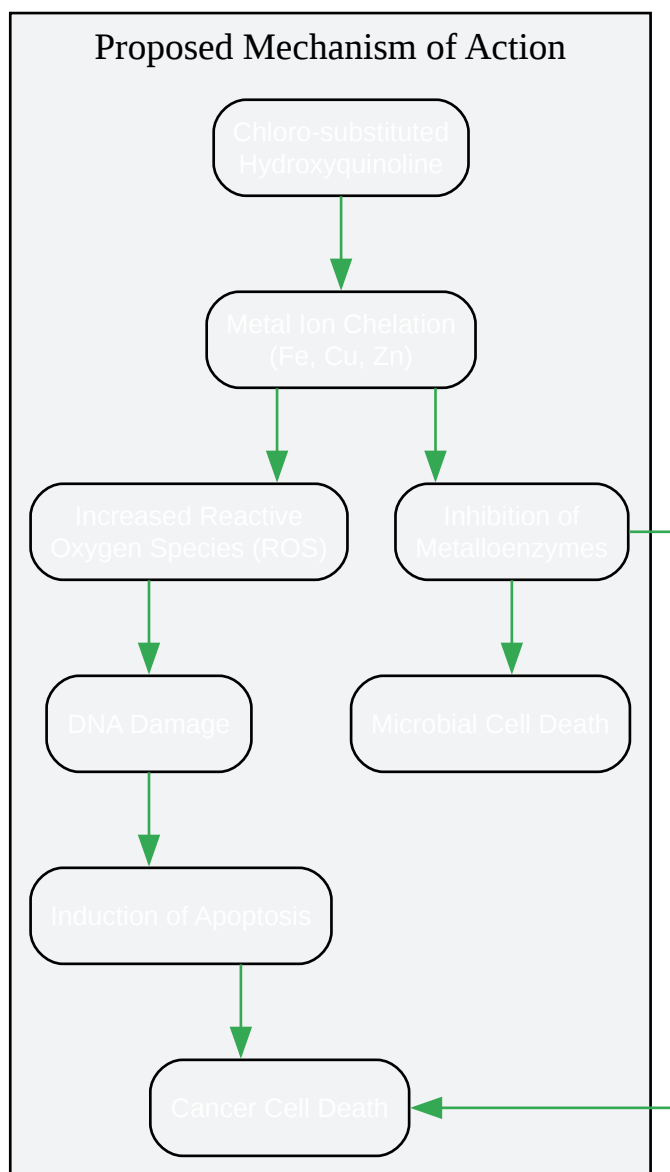 Proposed Mechanism of Action
Chloro-substituted
Hydroxyquinoline
Metal Ion Chelation
(Fe, Cu, Zn)
Increased Reactive
Oxygen Species (ROS)
Inhibition of
Metalloenzymes
DNA Damage
Microbial Cell Death
Induction of Apoptosis
Cancer Cell Death